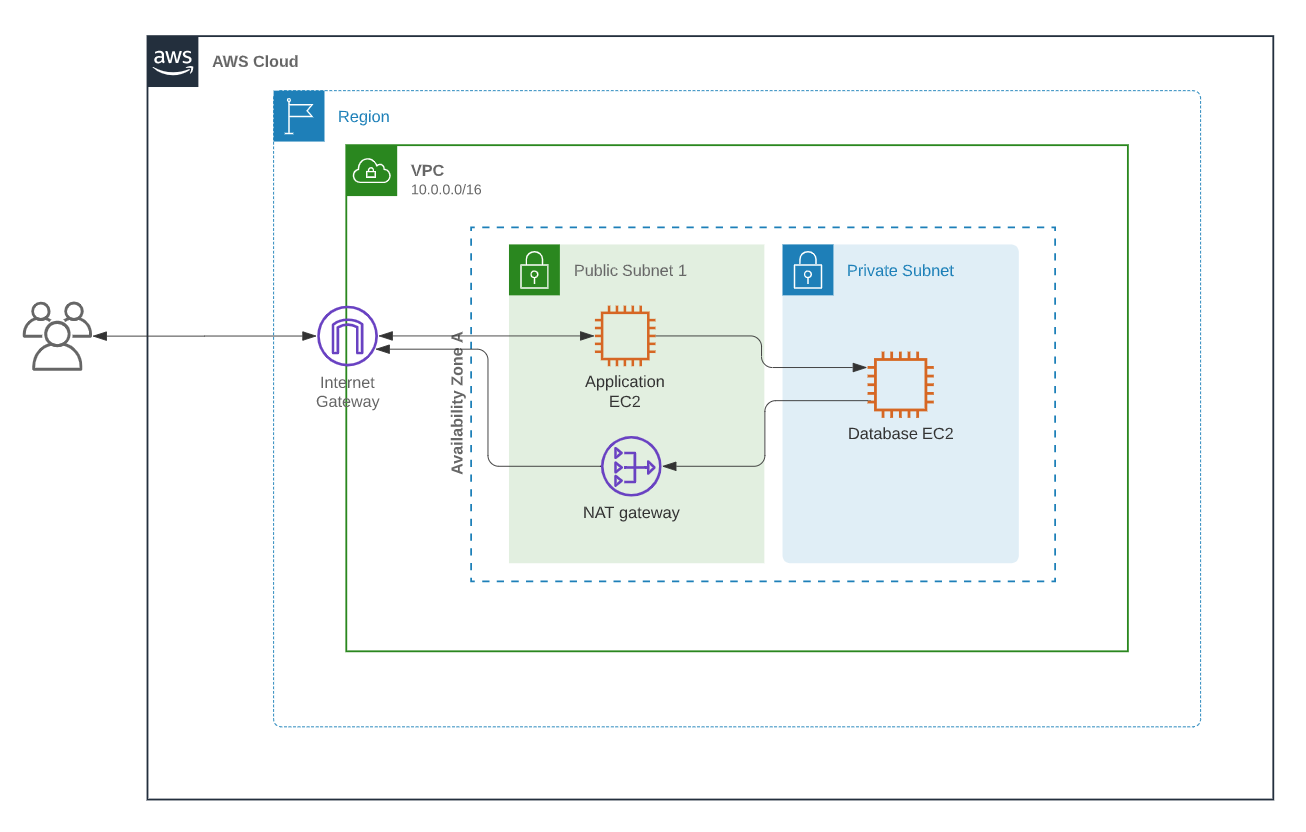 aws
AWS Cloud
Region
VPC
10.0.0.0/16
Public Subnet 1
Private Subnet
Availability Zone A
Internet
Gateway
Application
EC2
Database EC2
NAT gateway